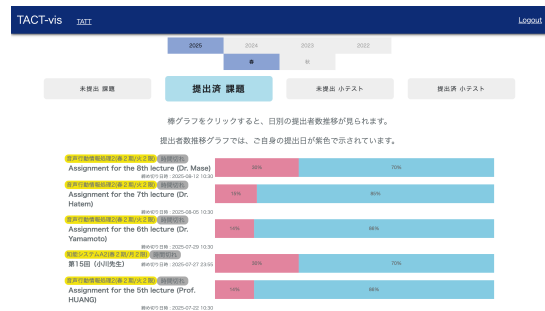 TACT-vis TATT Logout
2025 2024 2023 2022
春 秋
未提出 課題 提出済 課題 未提出 小テスト 提出済 小テスト
棒グラフをクリックすると、日別の提出者数推移が見られます。
提出者数推移グラフでは、ご自身の提出日が紫色で示されています。
音声行動情報処理2(春2期/火2限) 時間切れ
Assignment for the 8th lecture (Dr. Mase)
締め切り日時 : 2025-08-12 10:30
70%
音声行動情報処理2(春2期/火2限) 時間切れ
Assignment for the 7th lecture (Dr.
Hatem)
締め切り日時 : 2025-08-05 10:30
音声行動情報処理2(春2期/火2限) 時間切れ
Assignment for the 6th lecture (Dr.
Yamamoto)
締め切り日時 : 2025-07-29 10:30
14% 86%
知能システムA2(春2期/月2限) 時間切れ
第15回(小川先生) 締め切り日時 : 2025-07-27 23:55
70%
音声行動情報処理2(春2期/火2限) 時間切れ
Assignment for the 5th lecture (Prof.
HUANG)
締め切り日時 : 2025-07-22 10:30
14% 86%